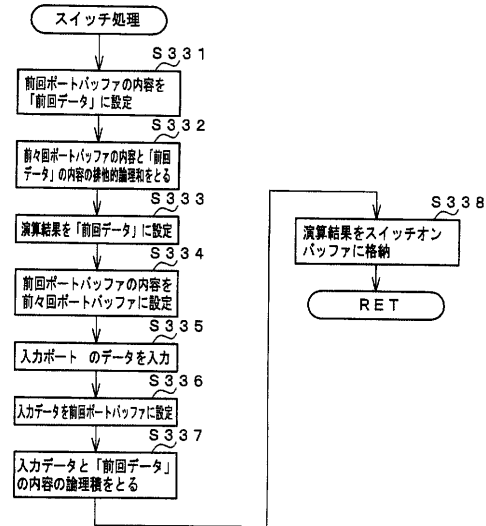 スイッチ処理
S331
前回ポートバッファの内容を
「前回データ」に設定
S332
前々回ポートバッファの内容と「前回
データ」の内容の排他的論理和をとる
S333
演算結果を「前回データ」に設定
S334
前回ポートバッファの内容を
前々回ポートバッファに設定
S335
入力ポート のデータを入力
S336
入力データを前回ポートバッファに設定
S337
入力データと「前回データ」
の内容の論理積をとる
S338
演算結果をスイッチオン
バッファに格納
RET